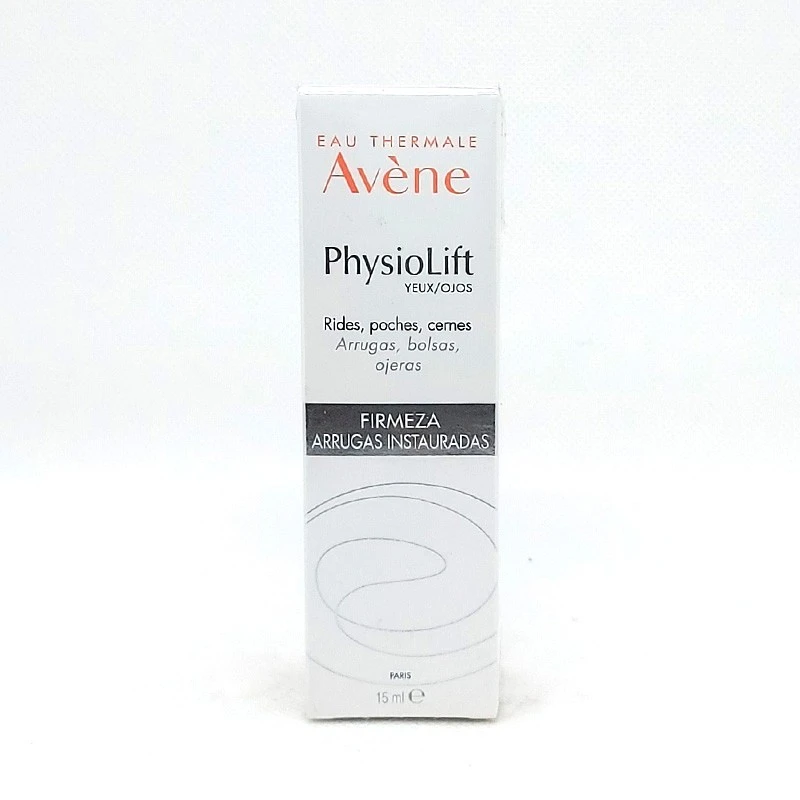 EAU THERMALE
Avène
PhysioLift
YEUX/OJOS
Rides, poches, cernes
Arrugas, bolsas,
ojeras
FIRMEZA
ARRUGAS INSTAURADAS
PARIS
15 ml ℮